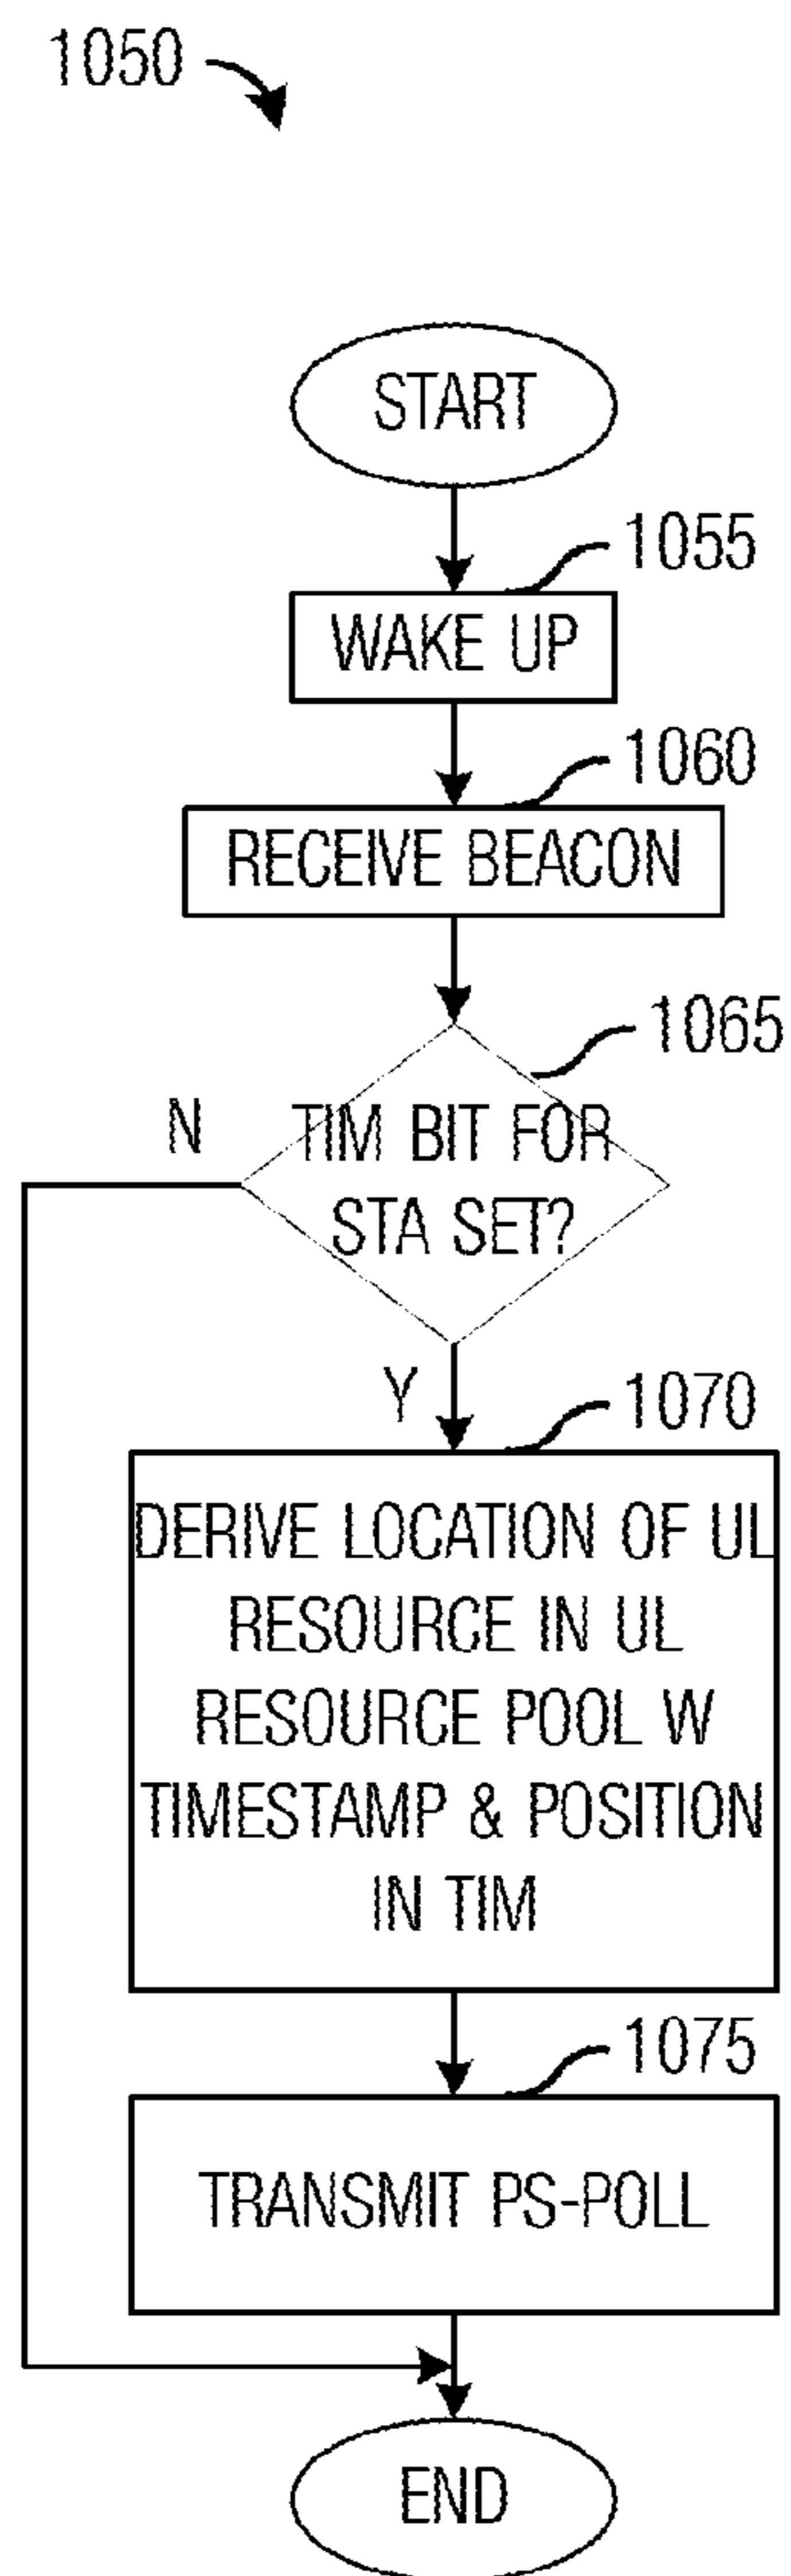 1050
START
1055
WAKE UP
1060
RECEIVE BEACON
1065
N
TIM BIT FOR
STA SET?
Y
1070
DERIVE LOCATION OF UL
RESOURCE IN UL
RESOURCE POOL W
TIMESTAMP & POSITION
IN TIM
1075
TRANSMIT PS-POLL
END